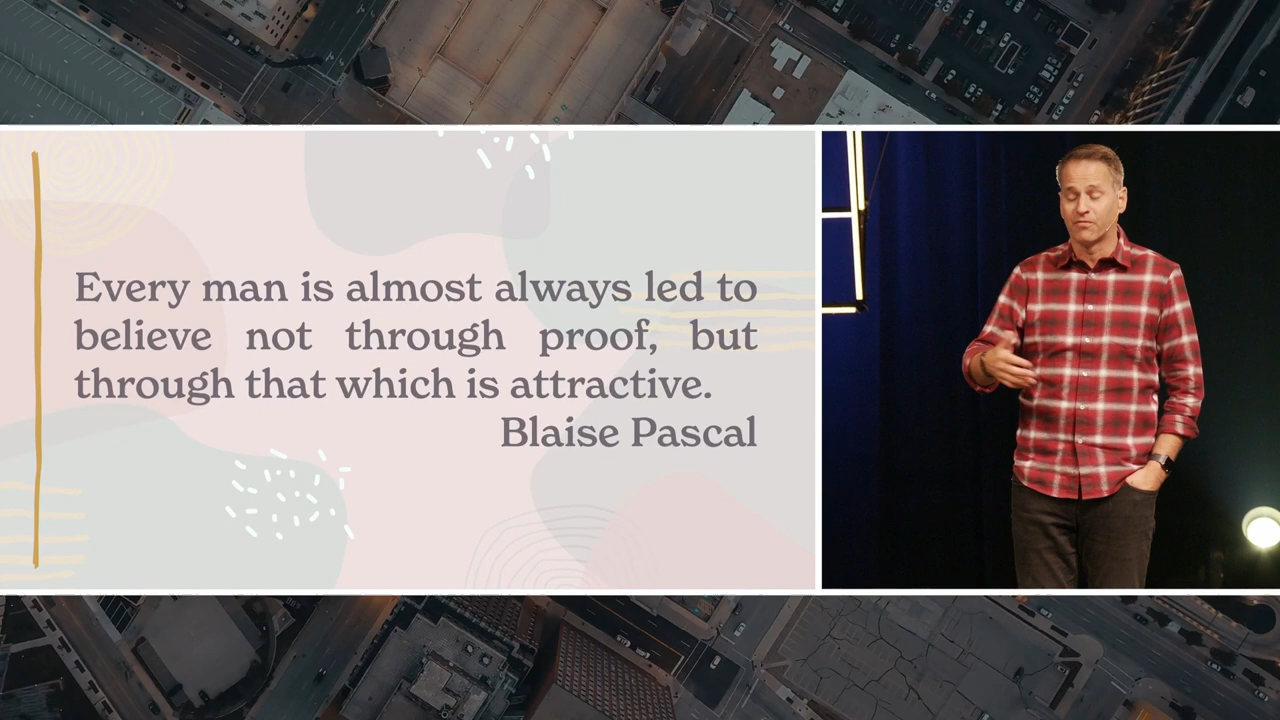 Every man is almost always led to
believe not through proof, but
through that which is attractive.
Blaise Pascal